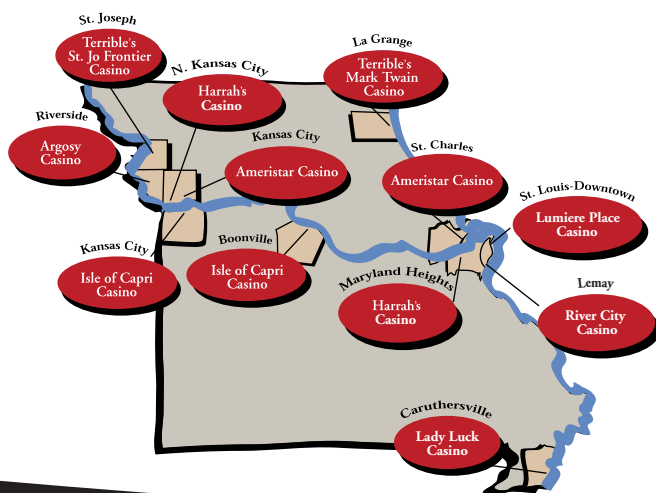 St. Joseph
Terrible's
St. Jo Frontier
Casino
La Grange
Terrible's
Mark Twain
Casino
N. Kansas City
Harrah's
Casino
Riverside
Argosy
Casino
Kansas City
Ameristar Casino
St. Charles
Ameristar Casino
St. Louis-Downtown
Lumiere Place
Casino
Kansas City
Isle of Capri
Casino
Boonville
Isle of Capri
Casino
Maryland Heights
Harrah's
Casino
Lemay
River City
Casino
Caruthersville
Lady Luck
Casino